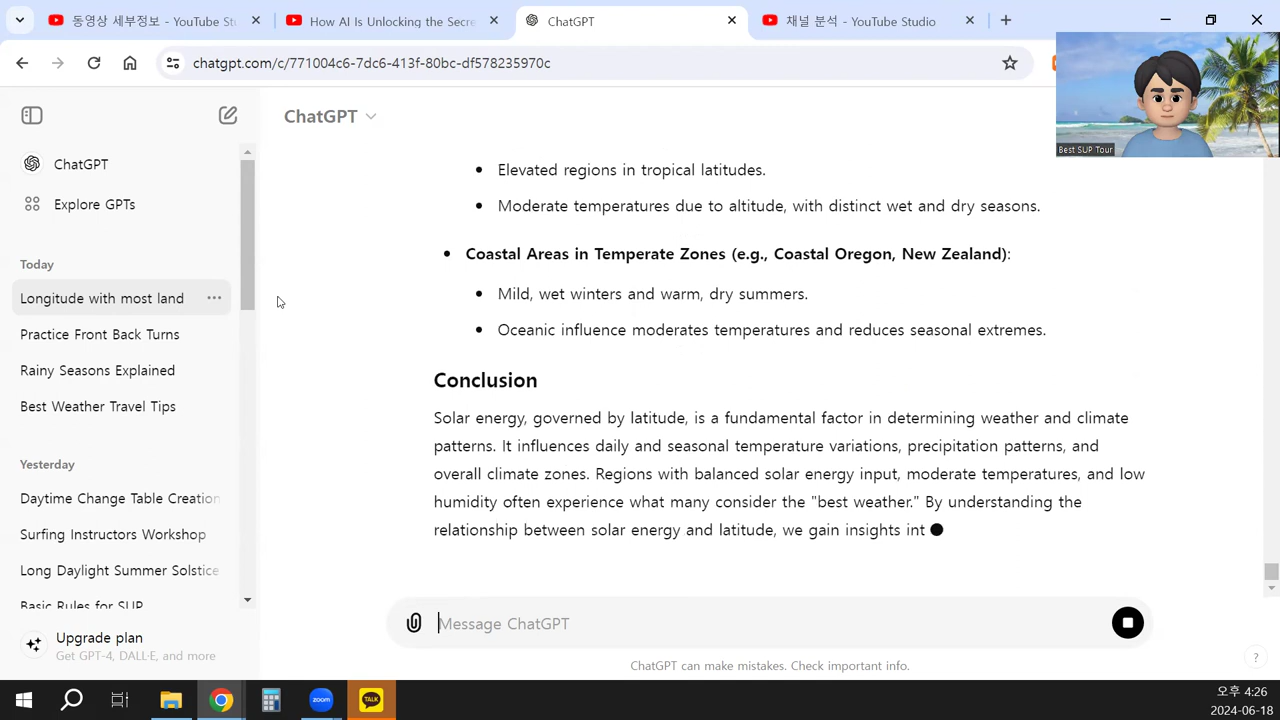 동영상 세부정보 - YouTube Stu
How AI Is Unlocking the Secre
ChatGPT
채널 분석 - YouTube Studio
chatgpt.com/c/771004c6-7dc6-413f-80bc-df578235970c
Best SUP Tour
ChatGPT
ChatGPT
Explore GPTs
Today
Longitude with most land
Practice Front Back Turns
Rainy Seasons Explained
Best Weather Travel Tips
Yesterday
Daytime Change Table Creation
Surfing Instructors Workshop
Long Daylight Summer Solstice
Basic Rules for SUP
Upgrade plan
Get GPT-4, DALL·E, and more
• Elevated regions in tropical latitudes.
• Moderate temperatures due to altitude, with distinct wet and dry seasons.
• Coastal Areas in Temperate Zones (e.g., Coastal Oregon, New Zealand):
• Mild, wet winters and warm, dry summers.
• Oceanic influence moderates temperatures and reduces seasonal extremes.
Conclusion
Solar energy, governed by latitude, is a fundamental factor in determining weather and climate
patterns. It influences daily and seasonal temperature variations, precipitation patterns, and
overall climate zones. Regions with balanced solar energy input, moderate temperatures, and low
humidity often experience what many consider the "best weather." By understanding the
relationship between solar energy and latitude, we gain insights int
Message ChatGPT
ChatGPT can make mistakes. Check important info.
?
zoom
TALK
오후 4:26
2024-06-18